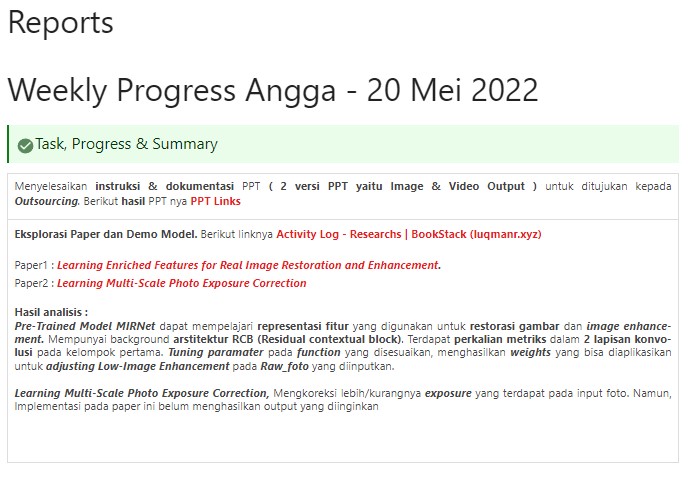 Reports
Weekly Progress Angga - 20 Mei 2022
Task, Progress & Summary
Menyelesaikan instruksi & dokumentasi PPT ( 2 versi PPT yaitu Image & Video Output ) untuk ditujukan kepada
Outsourcing. Berikut hasil PPT nya PPT Links
Eksplorasi Paper dan Demo Model. Berikut linknya Activity Log - Researchs | BookStack (luqmanr.xyz)
Paper1 : Learning Enriched Features for Real Image Restoration and Enhancement.
Paper2 : Learning Multi-Scale Photo Exposure Correction
Hasil analisis :
Pre-Trained Model MIRNet dapat mempelajari representasi fitur yang digunakan untuk restorasi gambar dan image enhance-
ment. Mempunyai background arstitektur RCB (Residual contextual block). Terdapat perkalian metriks dalam 2 lapisan konvo-
lusi pada kelompok pertama. Tuning paramater pada function yang disesuaikan, menghasilkan weights yang bisa diaplikasikan
untuk adjusting Low-Image Enhancement pada Raw_foto yang diinputkan.
Learning Multi-Scale Photo Exposure Correction, Mengkoreksi lebih/kurangnya exposure yang terdapat pada input foto. Namun,
Implementasi pada paper ini belum menghasilkan output yang diinginkan